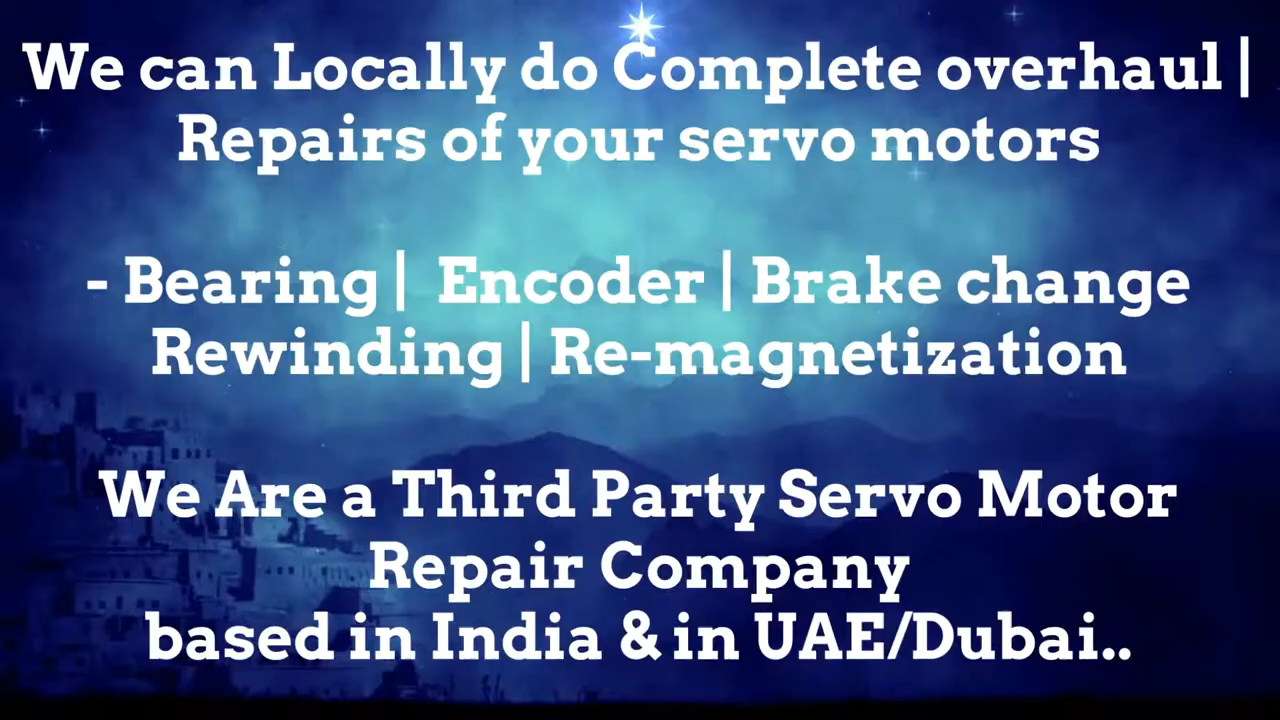 We can Locally do Complete overhaul |
Repairs of your servo motors
- Bearing | Encoder | Brake change
Rewinding | Re-magnetization
We Are a Third Party Servo Motor
Repair Company
based in India & in UAE/Dubai..